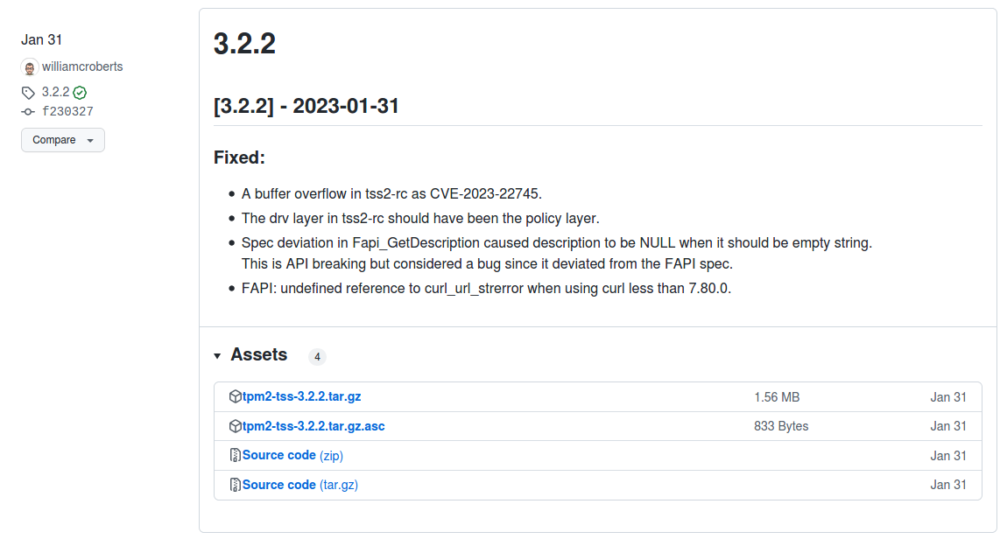 Jan 31
williamcroberts
3.2.2
f230327
Compare
3.2.2
[3.2.2] - 2023-01-31
Fixed:
A buffer overflow in tss2-rc as CVE-2023-22745.
The drv layer in tss2-rc should have been the policy layer.
Spec deviation in Fapi_GetDescription caused description to be NULL when it should be empty string.
This is API breaking but considered a bug since it deviated from the FAPI spec.
FAPI: undefined reference to curl_url_strerror when using curl less than 7.80.0.
Assets 4
tpm2-tss-3.2.2.tar.gz 1.56 MB Jan 31
tpm2-tss-3.2.2.tar.gz.asc 833 Bytes Jan 31
Source code (zip) Jan 31
Source code (tar.gz) Jan 31